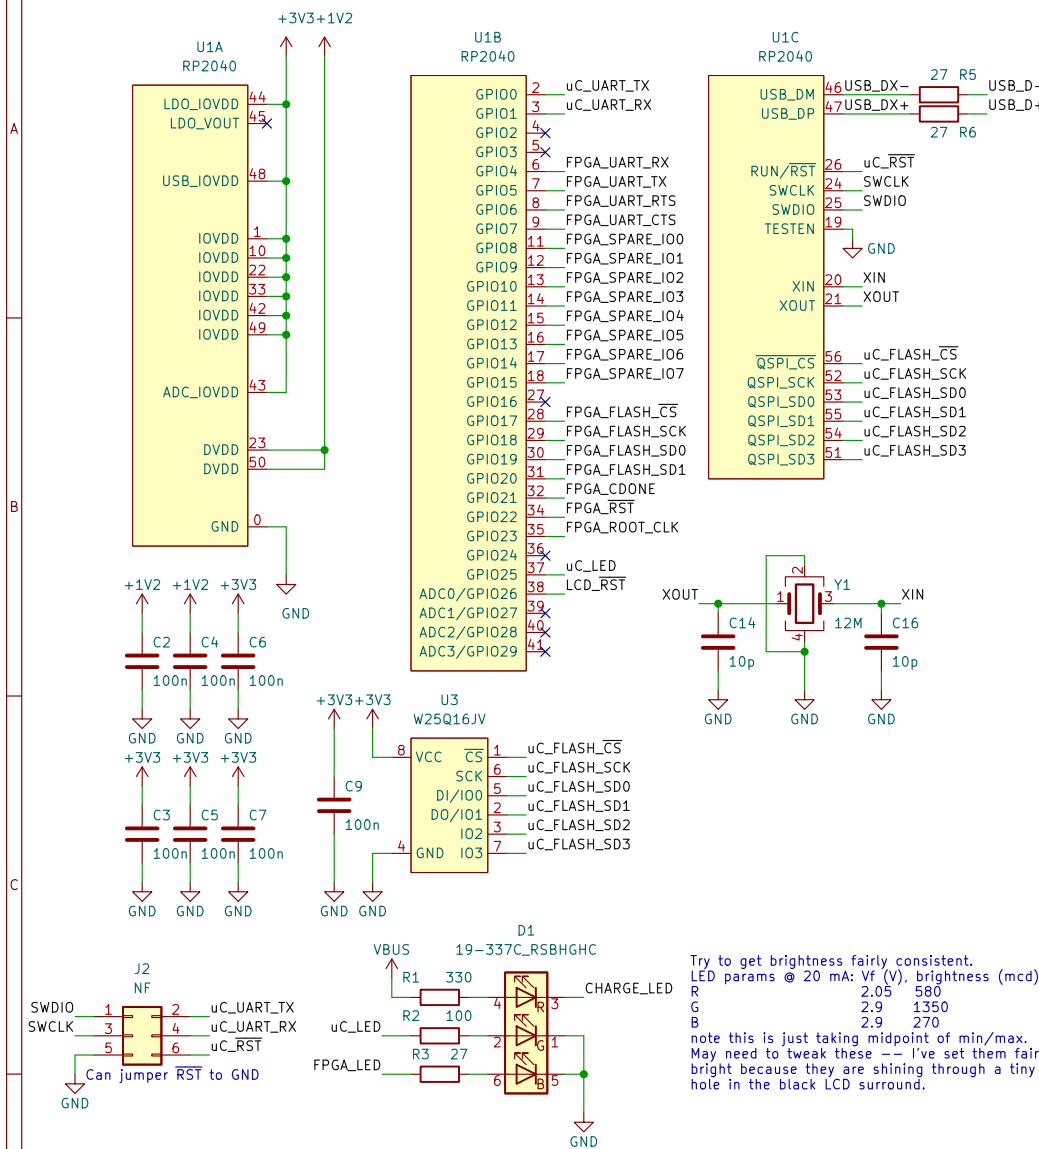 +3V3+1V2
U1A
RP2040
LDO_IOVDD 44
LDO_VOUT 45
USB_IOVDD 48
IOVDD 1
IOVDD 10
IOVDD 22
IOVDD 33
IOVDD 42
IOVDD 49
ADC_IOVDD 43
DVDD 23
DVDD 50
GND 0
GND
U1B
RP2040
GPIO0 2 uC_UART_TX
GPIO1 3 uC_UART_RX
GPIO2 4
GPIO3 5
GPIO4 6 FPGA_UART_RX
GPIO5 7 FPGA_UART_TX
GPIO6 8 FPGA_UART_RTS
GPIO7 9 FPGA_UART_CTS
GPIO8 11 FPGA_SPARE_IO0
GPIO9 12 FPGA_SPARE_IO1
GPIO10 13 FPGA_SPARE_IO2
GPIO11 14 FPGA_SPARE_IO3
GPIO12 15 FPGA_SPARE_IO4
GPIO13 16 FPGA_SPARE_IO5
GPIO14 17 FPGA_SPARE_IO6
GPIO15 18 FPGA_SPARE_IO7
GPIO16 27
GPIO17 28 FPGA_FLASH_CS
GPIO18 29 FPGA_FLASH_SCK
GPIO19 30 FPGA_FLASH_SD0
GPIO20 31 FPGA_FLASH_SD1
GPIO21 32 FPGA_CDONE
GPIO22 34 FPGA_RST
GPIO23 35 FPGA_ROOT_CLK
GPIO24 36
GPIO25 37 uC_LED
ADC0/GPIO26 38 LCD_RST
ADC1/GPIO27 39
ADC2/GPIO28 40
ADC3/GPIO29 41
U1C
RP2040
USB_DM 46 USB_DX- 27 R5 USB_D-
USB_DP 47 USB_DX+ 27 R6 USB_D+
RUN/RST 26 uC_RST
SWCLK 24 SWCLK
SWDIO 25 SWDIO
TESTEN 19
GND
XIN 20 XIN
XOUT 21 XOUT
QSPI_CS 56 uC_FLASH_CS
QSPI_SCK 52 uC_FLASH_SCK
QSPI_SD0 53 uC_FLASH_SD0
QSPI_SD1 55 uC_FLASH_SD1
QSPI_SD2 54 uC_FLASH_SD2
QSPI_SD3 51 uC_FLASH_SD3
A
B
C
+1V2 +1V2 +3V3
C2 C4 C6
100n 100n 100n
GND GND GND
+3V3 +3V3 +3V3
C3 C5 C7
100n 100n 100n
GND GND GND
XOUT 1 2 3 4 Y1 XIN
C14 12M C16
10p 10p
GND GND GND
+3V3+3V3
C9
100n
GND GND
U3
W25Q16JV
8 VCC CS 1 uC_FLASH_CS
SCK 6 uC_FLASH_SCK
DI/IO0 5 uC_FLASH_SD0
DO/IO1 2 uC_FLASH_SD1
IO2 3 uC_FLASH_SD2
4 GND IO3 7 uC_FLASH_SD3
J2
NF
SWDIO 1 2 uC_UART_TX
SWCLK 3 4 uC_UART_RX
5 6 uC_RST
Can jumper RST to GND
GND
D1
19-337C_RSBHGHC
VBUS
R1 330 4 R 3 CHARGE_LED
uC_LED R2 100 2 G 1
FPGA_LED R3 27 6 B 5
GND
Try to get brightness fairly consistent.
LED params @ 20 mA: Vf (V), brightness (mcd)
R 2.05 580
G 2.9 1350
B 2.9 270
note this is just taking midpoint of min/max.
May need to tweak these -- I've set them fair
bright because they are shining through a tiny
hole in the black LCD surround.